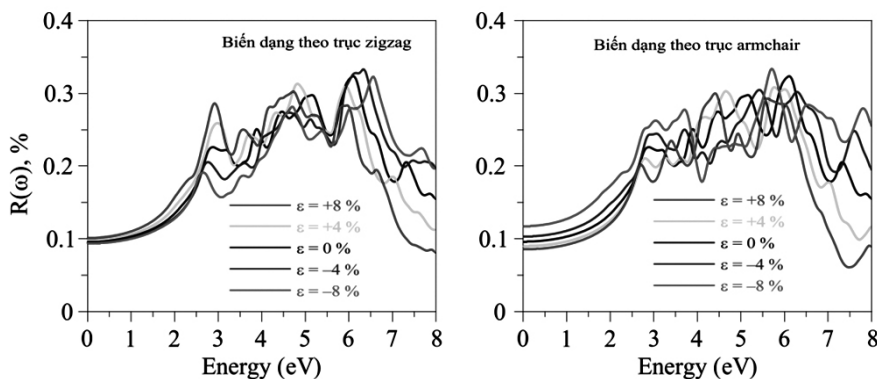 0.4
0.3
0.2
0.1
0
R(ω), %
Biến dạng theo trục zigzag
ε = +8 %
ε = +4 %
ε = 0 %
ε = −4 %
ε = −8 %
0 1 2 3 4 5 6 7 8
Energy (eV)
0.4
0.3
0.2
0.1
0
Biến dạng theo trục armchair
ε = +8 %
ε = +4 %
ε = 0 %
ε = −4 %
ε = −8 %
0 1 2 3 4 5 6 7 8
Energy (eV)